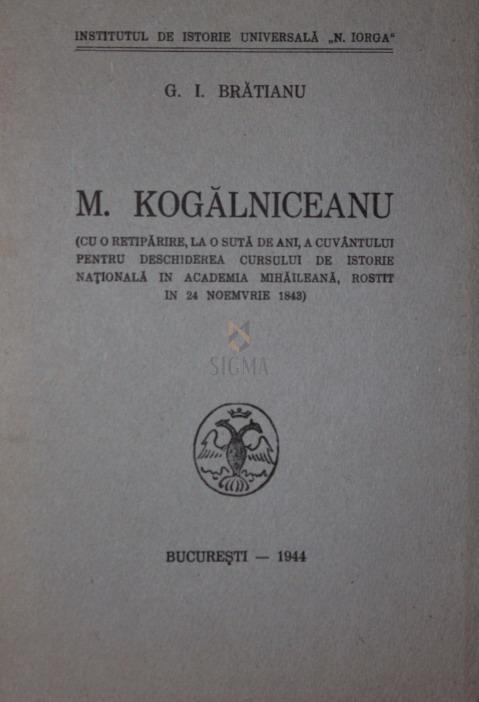 INSTITUTUL DE ISTORIE UNIVERSALĂ „N. IORGA"
G. I. BRĂTIANU
M. KOGĂLNICEANU
(CU O RETIPĂRIRE, LA O SUTĂ DE ANI, A CUVÂNTULUI
PENTRU DESCHIDEREA CURSULUI DE ISTORIE
NAŢIONALĂ IN ACADEMIA MIHĂILEANĂ, ROSTIT
IN 24 NOEMVRIE 1843)
SIGMA
BUCUREŞTI — 1944